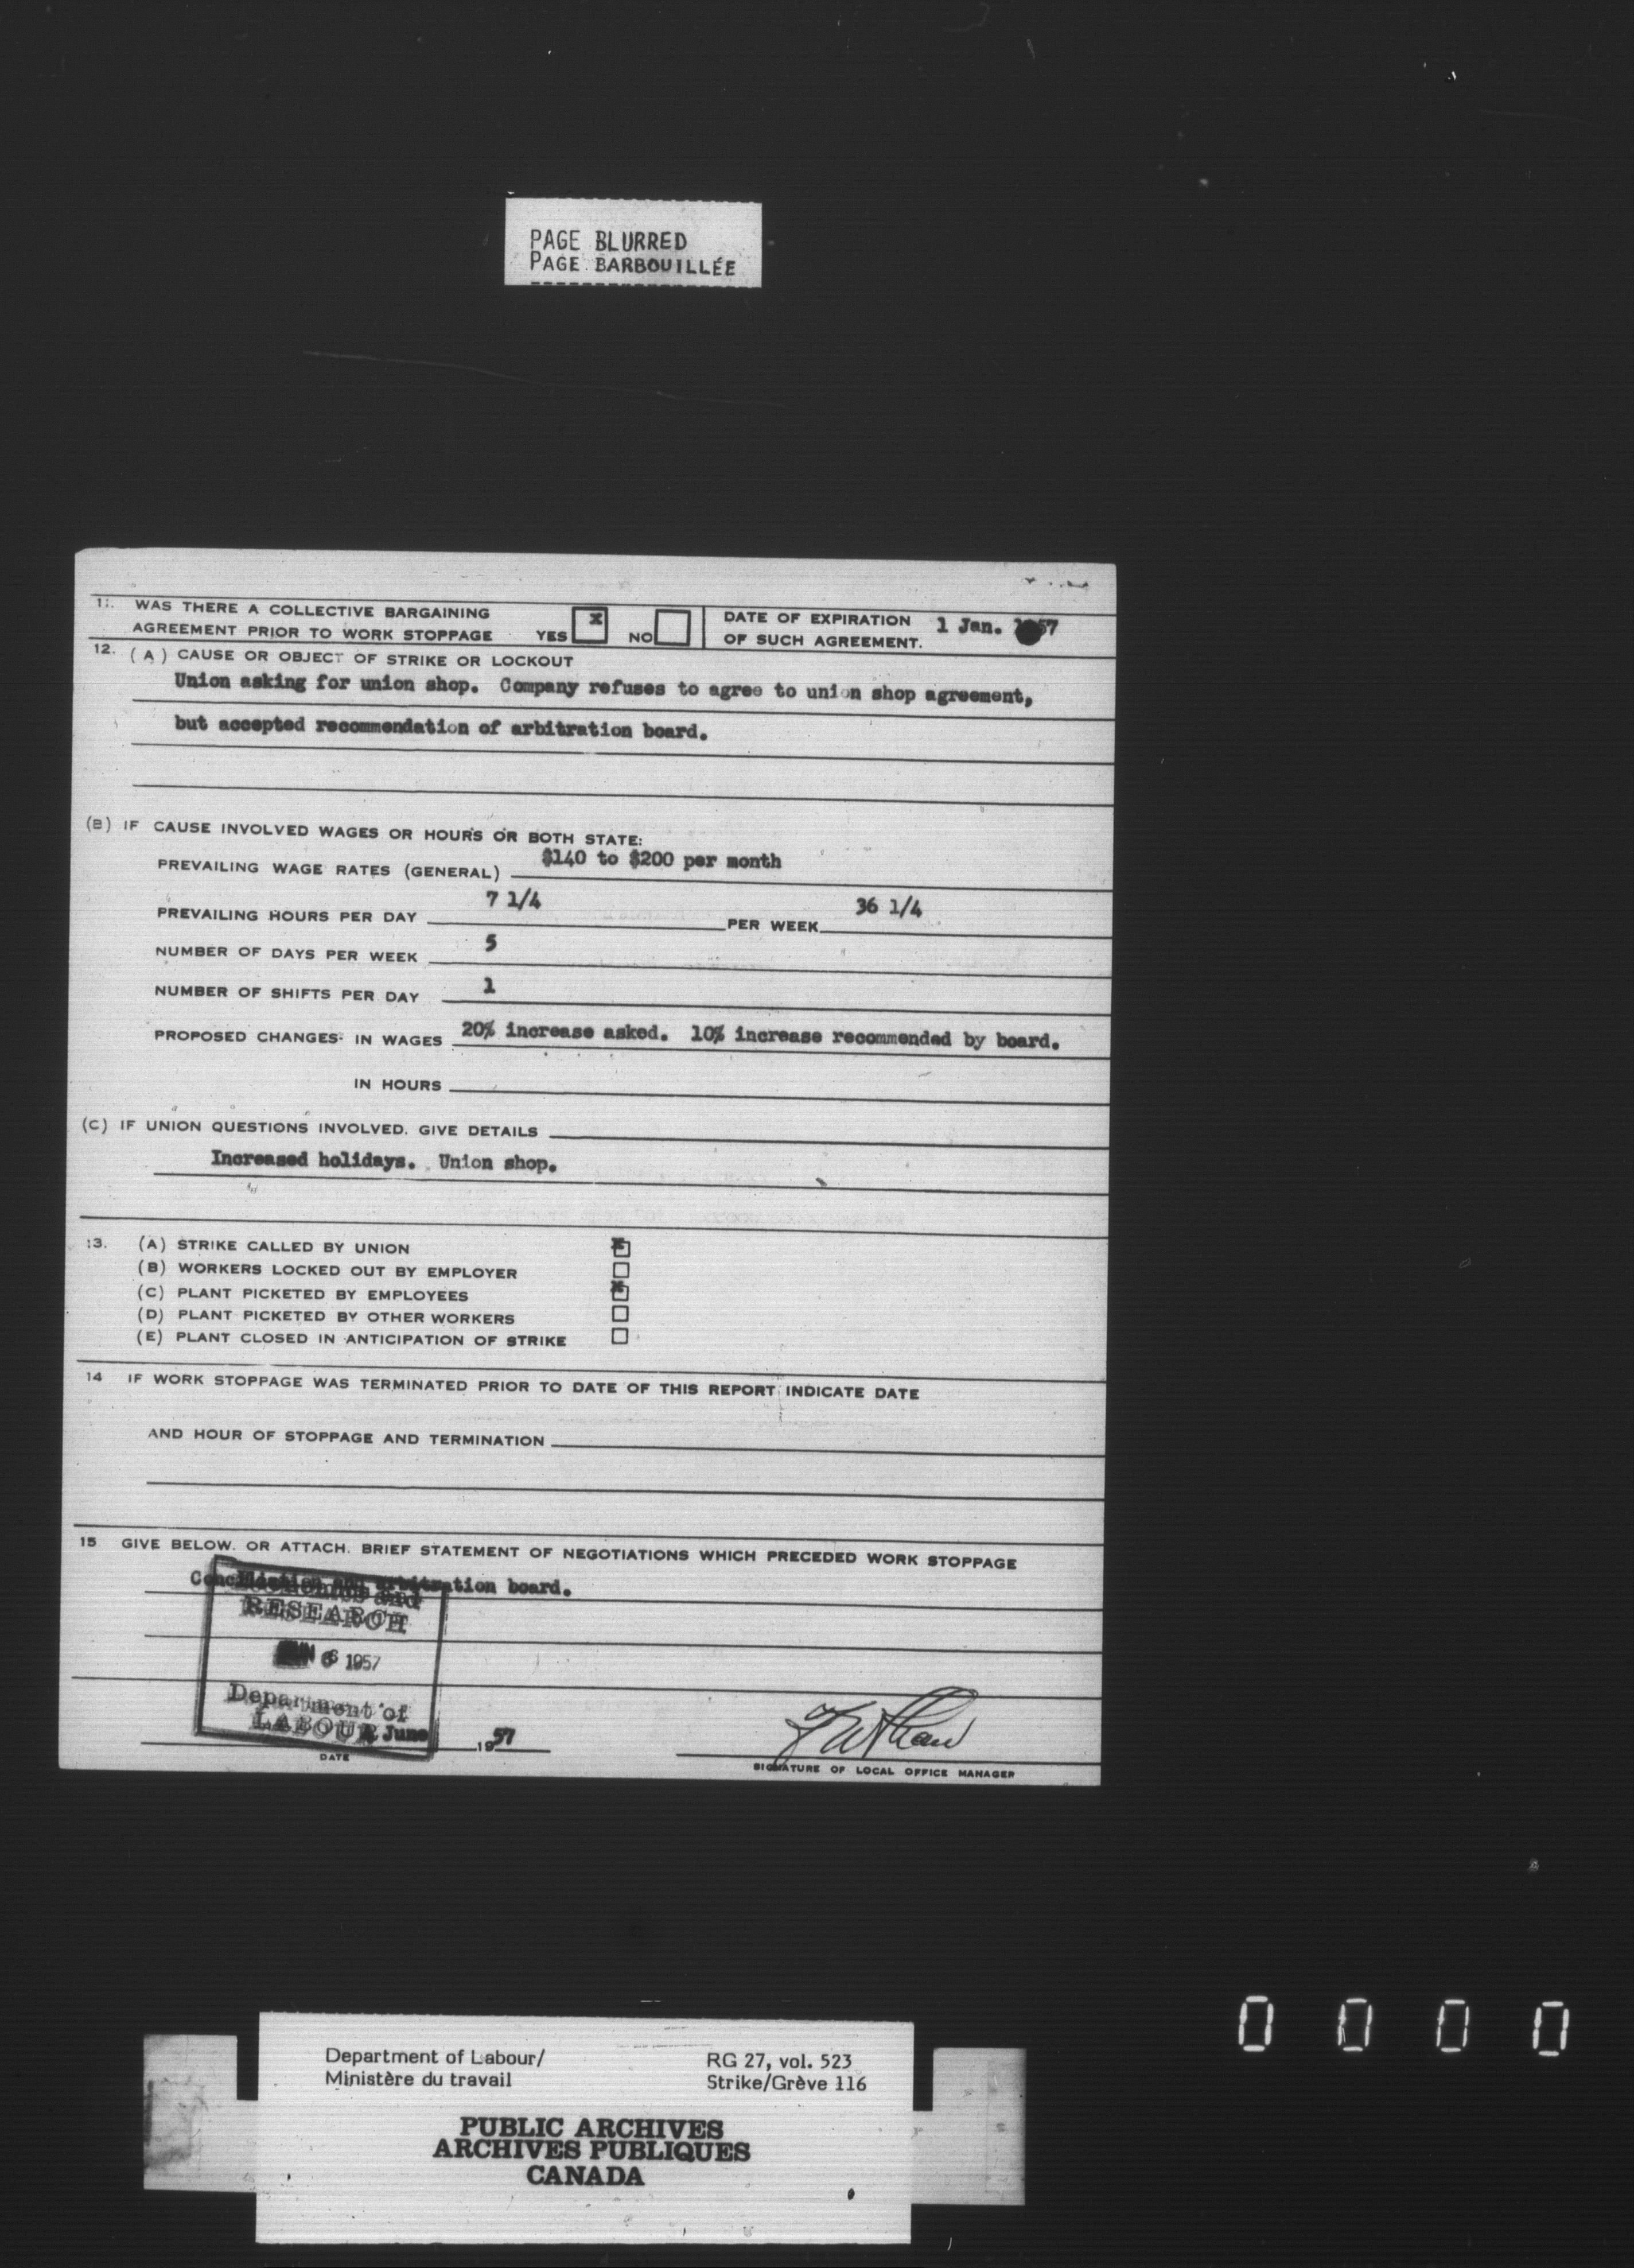 PAGE BLURRED
PAGE BARBOUILLÉE
11. WAS THERE A COLLECTIVE BARGAINING
AGREEMENT PRIOR TO WORK STOPPAGE YES x NO
DATE OF EXPIRATION 1 Jan. 1957
OF SUCH AGREEMENT.
12. (A) CAUSE OR OBJECT OF STRIKE OR LOCKOUT
Union asking for union shop. Company refuses to agree to union shop agreement,
but accepted recommendation of arbitration board.
(B) IF CAUSE INVOLVED WAGES OR HOURS OR BOTH STATE:
PREVAILING WAGE RATES (GENERAL) $140 to $200 per month
PREVAILING HOURS PER DAY 7 1/4 PER WEEK 36 1/4
NUMBER OF DAYS PER WEEK 5
NUMBER OF SHIFTS PER DAY 1
PROPOSED CHANGES- IN WAGES 20% increase asked. 10% increase recommended by board.
IN HOURS
(C) IF UNION QUESTIONS INVOLVED. GIVE DETAILS
Increased holidays. Union shop.
13. (A) STRIKE CALLED BY UNION x
(B) WORKERS LOCKED OUT BY EMPLOYER
(C) PLANT PICKETED BY EMPLOYEES x
(D) PLANT PICKETED BY OTHER WORKERS
(E) PLANT CLOSED IN ANTICIPATION OF STRIKE
14 IF WORK STOPPAGE WAS TERMINATED PRIOR TO DATE OF THIS REPORT INDICATE DATE
AND HOUR OF STOPPAGE AND TERMINATION
15 GIVE BELOW. OR ATTACH. BRIEF STATEMENT OF NEGOTIATIONS WHICH PRECEDED WORK STOPPAGE
Conciliation and arbitration board.
Economics and
RESEARCH
6 1957
Department of
LABOUR
June 1957
DATE
SIGNATURE OF LOCAL OFFICE MANAGER
0 0 0 0
Department of Labour/
Ministère du travail
RG 27, vol. 523
Strike/Grève 116
PUBLIC ARCHIVES
ARCHIVES PUBLIQUES
CANADA